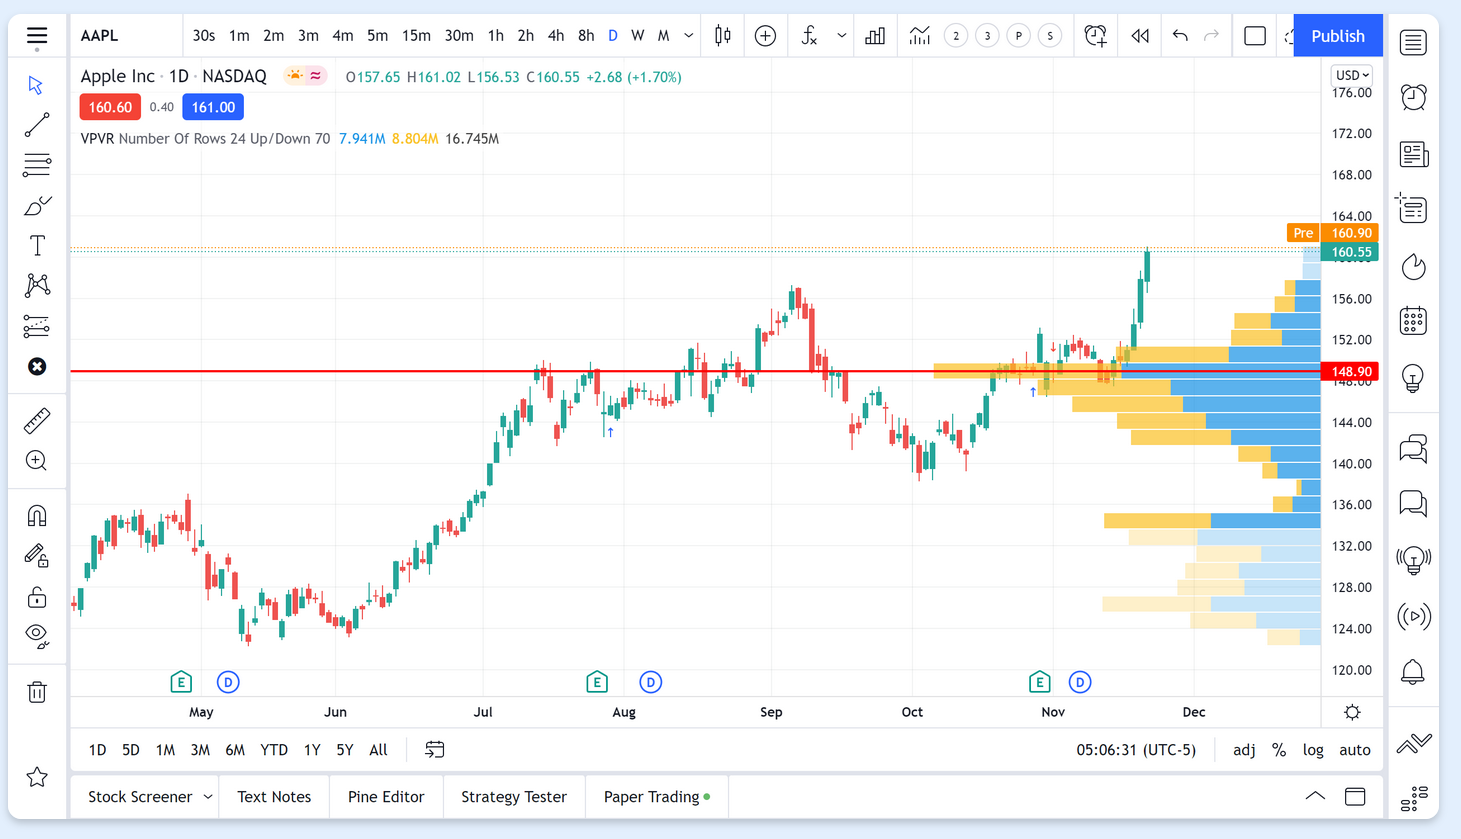 AAPL 30s 1m 2m 3m 4m 5m 15m 30m 1h 2h 4h 8h D W M 2 3 P S Publish
Apple Inc · 1D · NASDAQ O157.65 H161.02 L156.53 C160.55 +2.68 (+1.70%) USD
160.60 0.40 161.00
VPVR Number Of Rows 24 Up/Down 70 7.941M 8.804M 16.745M
176.00
172.00
168.00
164.00
Pre 160.90
160.55
156.00
152.00
148.90
148.00
144.00
140.00
136.00
132.00
128.00
124.00
120.00
E D E D E D
May Jun Jul Aug Sep Oct Nov Dec
1D 5D 1M 3M 6M YTD 1Y 5Y All 05:06:31 (UTC-5) adj % log auto
Stock Screener Text Notes Pine Editor Strategy Tester Paper Trading